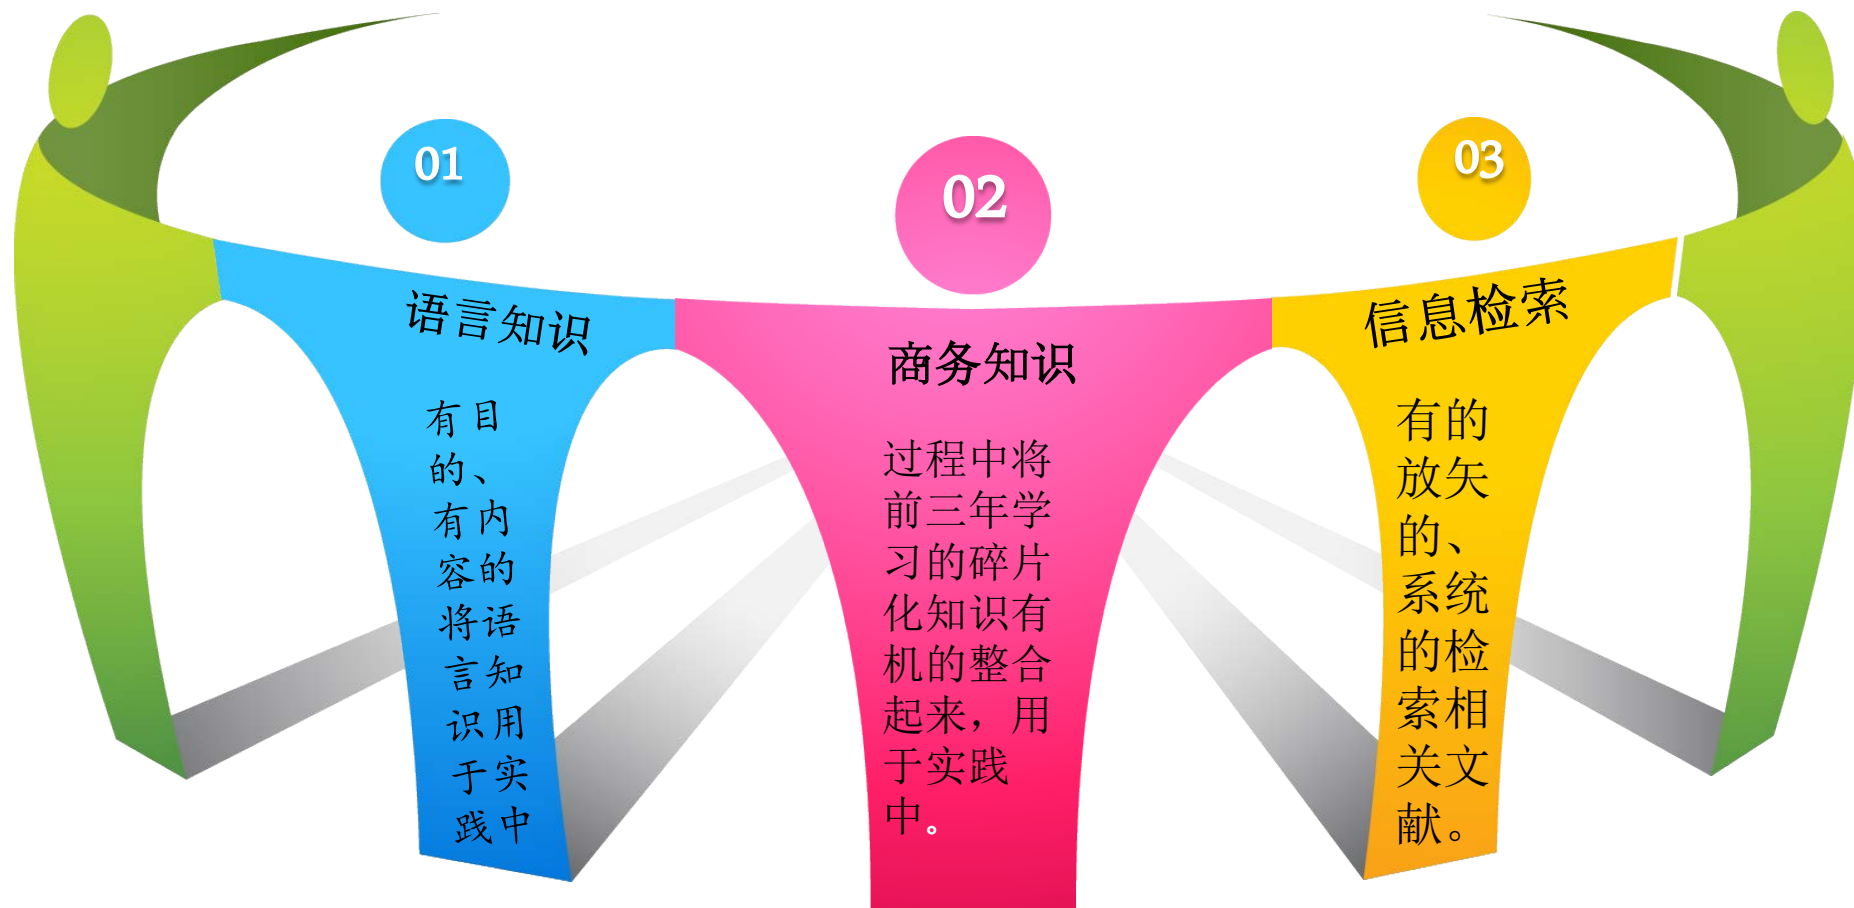 01
语言知识
有目
的、
有内
容的
将语
言知
识用
于实
践中
02
商务知识
过程中将
前三年学
习的碎片
化知识有
机的整合
起来，用
于实践
中。
03
信息检索
有的
放矢
的、
系统
的检
索相
关文
献。